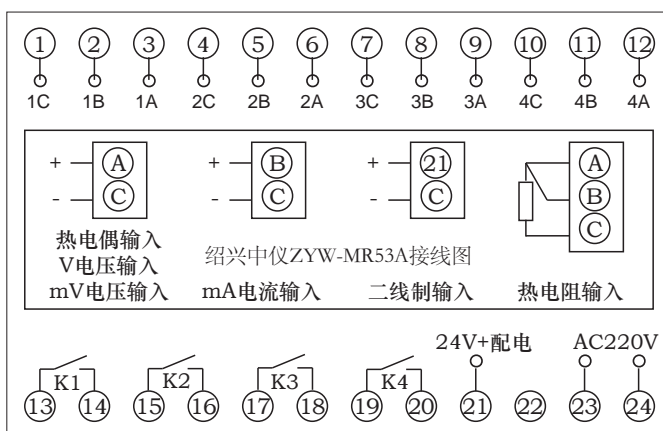 1 2 3 4 5 6 7 8 9 10 11 12
1C 1B 1A 2C 2B 2A 3C 3B 3A 4C 4B 4A
+ A + B + 21 A
- C - C - C B
C
热电偶输入
V电压输入
mV电压输入
绍兴中仪ZYW-MR53A接线图
mA电流输入 二线制输入 热电阻输入
24V+配电 AC220V
K1 K2 K3 K4
13 14 15 16 17 18 19 20 21 22 23 24